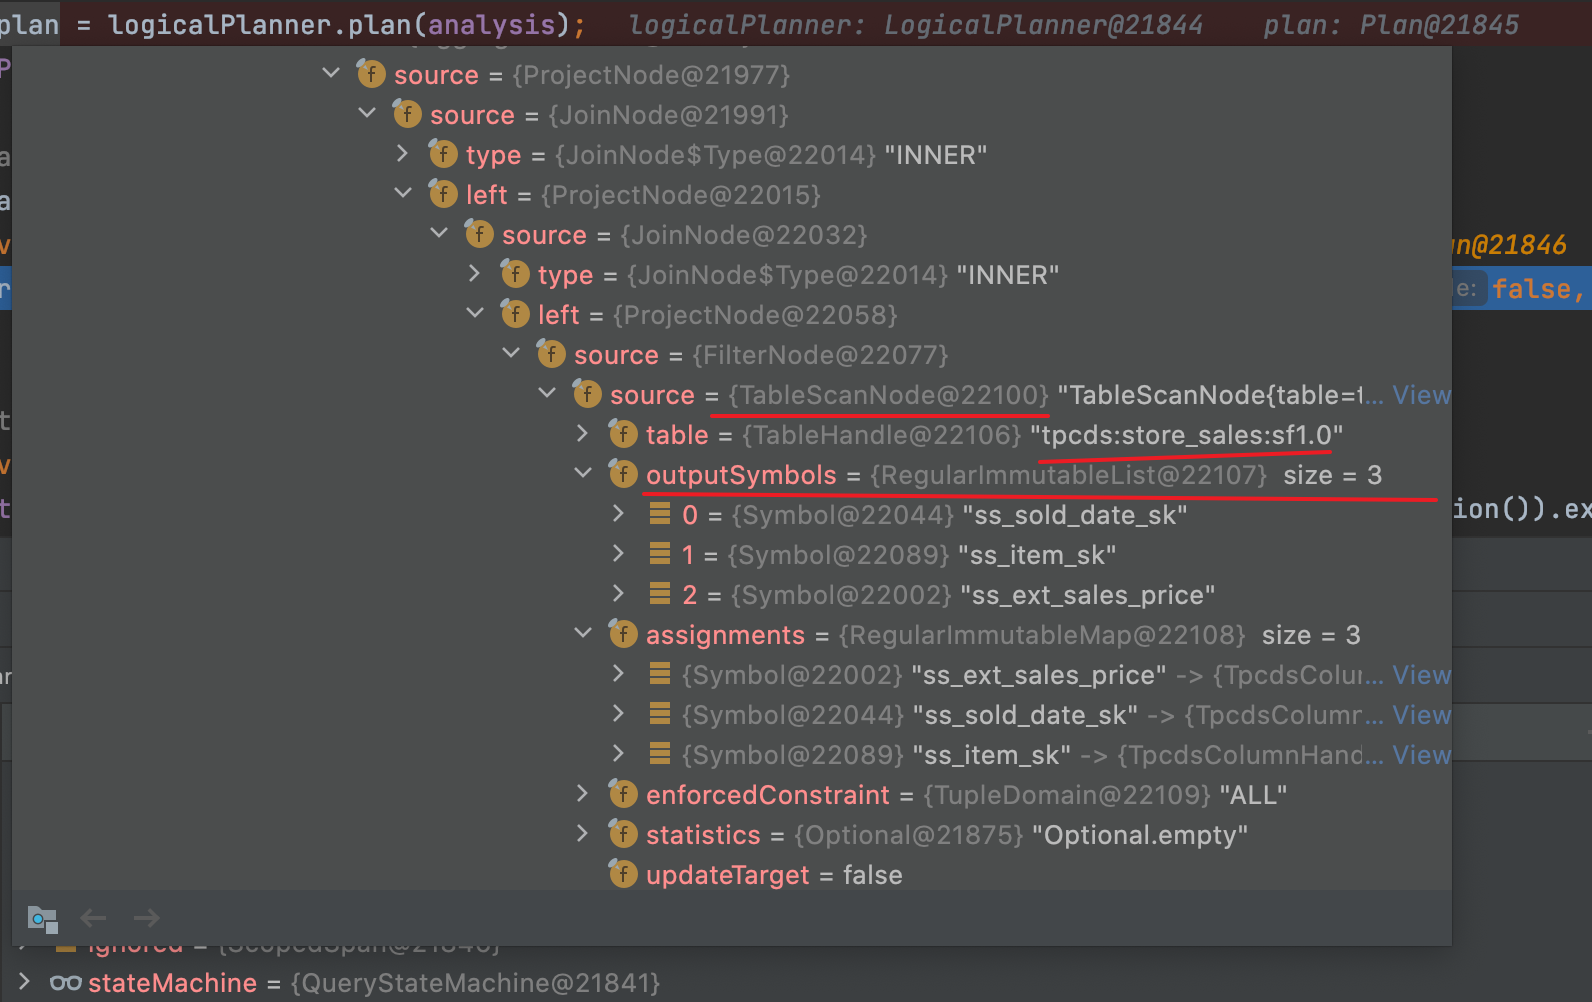 plan = logicalPlanner.plan(analysis); logicalPlanner: LogicalPlanner@21844 plan: Plan@21845
source = {ProjectNode@21977}
source = {JoinNode@21991}
type = {JoinNode$Type@22014} "INNER"
left = {ProjectNode@22015}
source = {JoinNode@22032}
n@21846
type = {JoinNode$Type@22014} "INNER"
e: false,
left = {ProjectNode@22058}
source = {FilterNode@22077}
source = {TableScanNode@22100} "TableScanNode{table=t... View
table = {TableHandle@22106} "tpcds:store_sales:sf1.0"
outputSymbols = {RegularImmutableList@22107} size = 3
0 = {Symbol@22044} "ss_sold_date_sk"
ion()).ex
1 = {Symbol@22089} "ss_item_sk"
2 = {Symbol@22002} "ss_ext_sales_price"
assignments = {RegularImmutableMap@22108} size = 3
{Symbol@22002} "ss_ext_sales_price" -> {TpcdsColu... View
{Symbol@22044} "ss_sold_date_sk" -> {TpcdsColumn... View
{Symbol@22089} "ss_item_sk" -> {TpcdsColumnHand... View
enforcedConstraint = {TupleDomain@22109} "ALL"
statistics = {Optional@21875} "Optional.empty"
updateTarget = false
ignored = {ScopedSpan@21846}
stateMachine = {QueryStateMachine@21841}